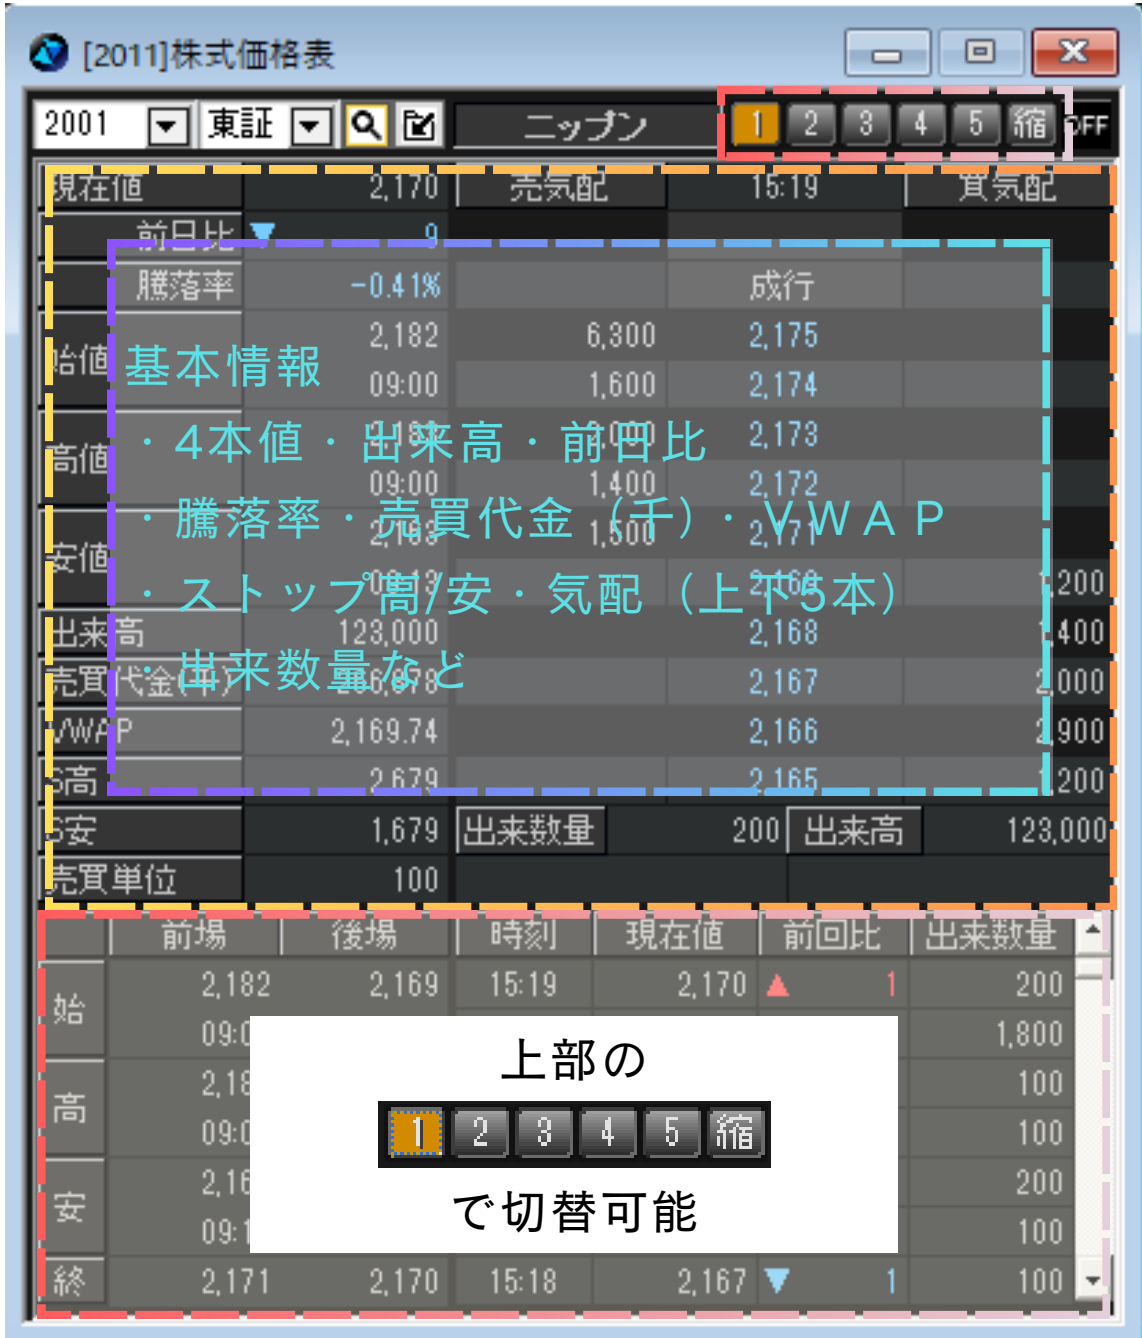 [2011]株式価格表
2001 東証 ニップン 1 2 3 4 5 縮 OFF
現在値 2,170 売気配 15:19 買気配
前日比 ▼ 9
騰落率 -0.41% 成行
始値 2,182 6,300 2,175
09:00 1,600 2,174
高値 2,000 2,173
09:00 1,400 2,172
安値 2,163 1,500 2,171
2,169 1,200
出来高 123,000 2,168 1,400
売買代金(千) 2,167 2,000
VWAP 2,169.74 2,166 2,900
S高 2,679 2,165 1,200
S安 1,679 出来数量 200 出来高 123,000
売買単位 100
基本情報
・4本値・出来高・前日比
・騰落率・売買代金（千）・ＶＷＡＰ
・ストップ高/安・気配（上下5本）
・出来数量など
前場 後場 時刻 現在値 前回比 出来数量
始 2,182 2,169 15:19 2,170 ▲ 1 200
1,800
高 100
100
安 200
100
終 2,171 2,170 15:18 2,167 ▼ 1 100
上部の
1 2 3 4 5 縮
で切替可能